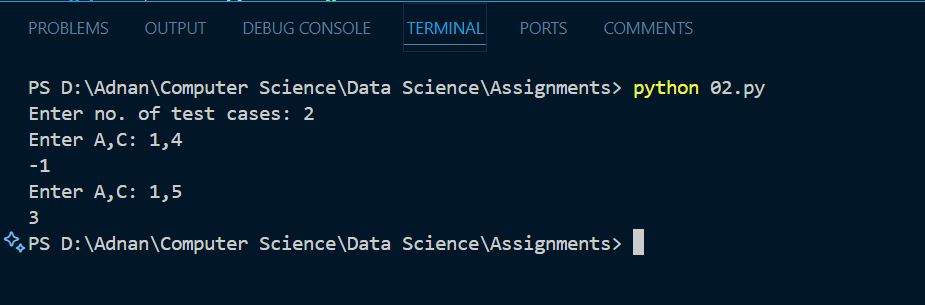 PROBLEMS OUTPUT DEBUG CONSOLE TERMINAL PORTS COMMENTS
PS D:\Adnan\Computer Science\Data Science\Assignments> python 02.py
Enter no. of test cases: 2
Enter A,C: 1,4
-1
Enter A,C: 1,5
3
PS D:\Adnan\Computer Science\Data Science\Assignments>